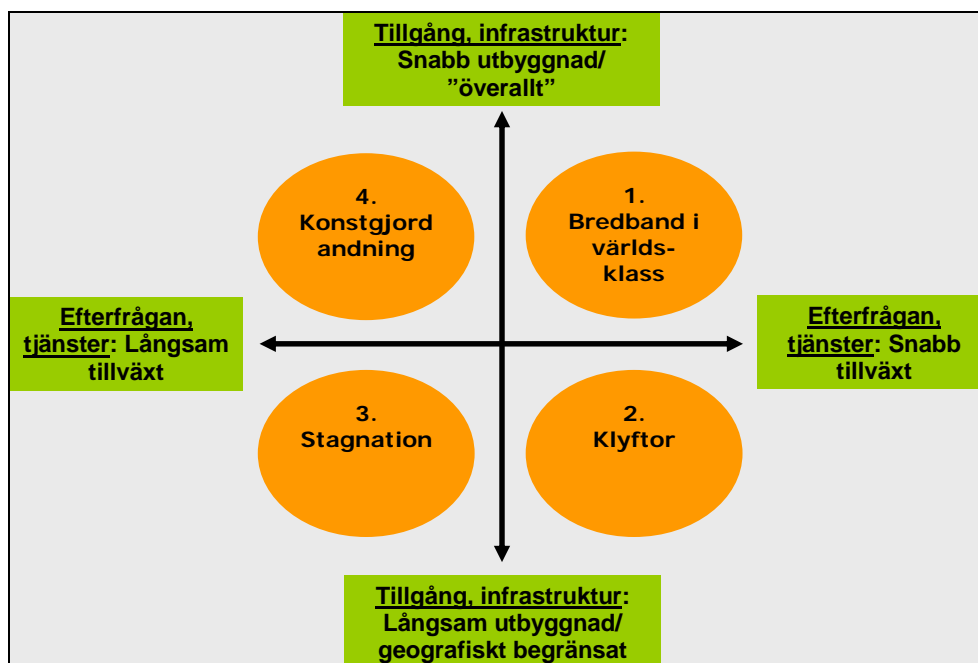 Tillgång, infrastruktur:
Snabb utbyggnad/
”överallt”
4.
Konstgjord
andning
1.
Bredband i
världs-
klass
Efterfrågan,
tjänster: Långsam
tillväxt
Efterfrågan,
tjänster: Snabb
tillväxt
3.
Stagnation
2.
Klyftor
Tillgång, infrastruktur:
Långsam utbyggnad/
geografiskt begränsat